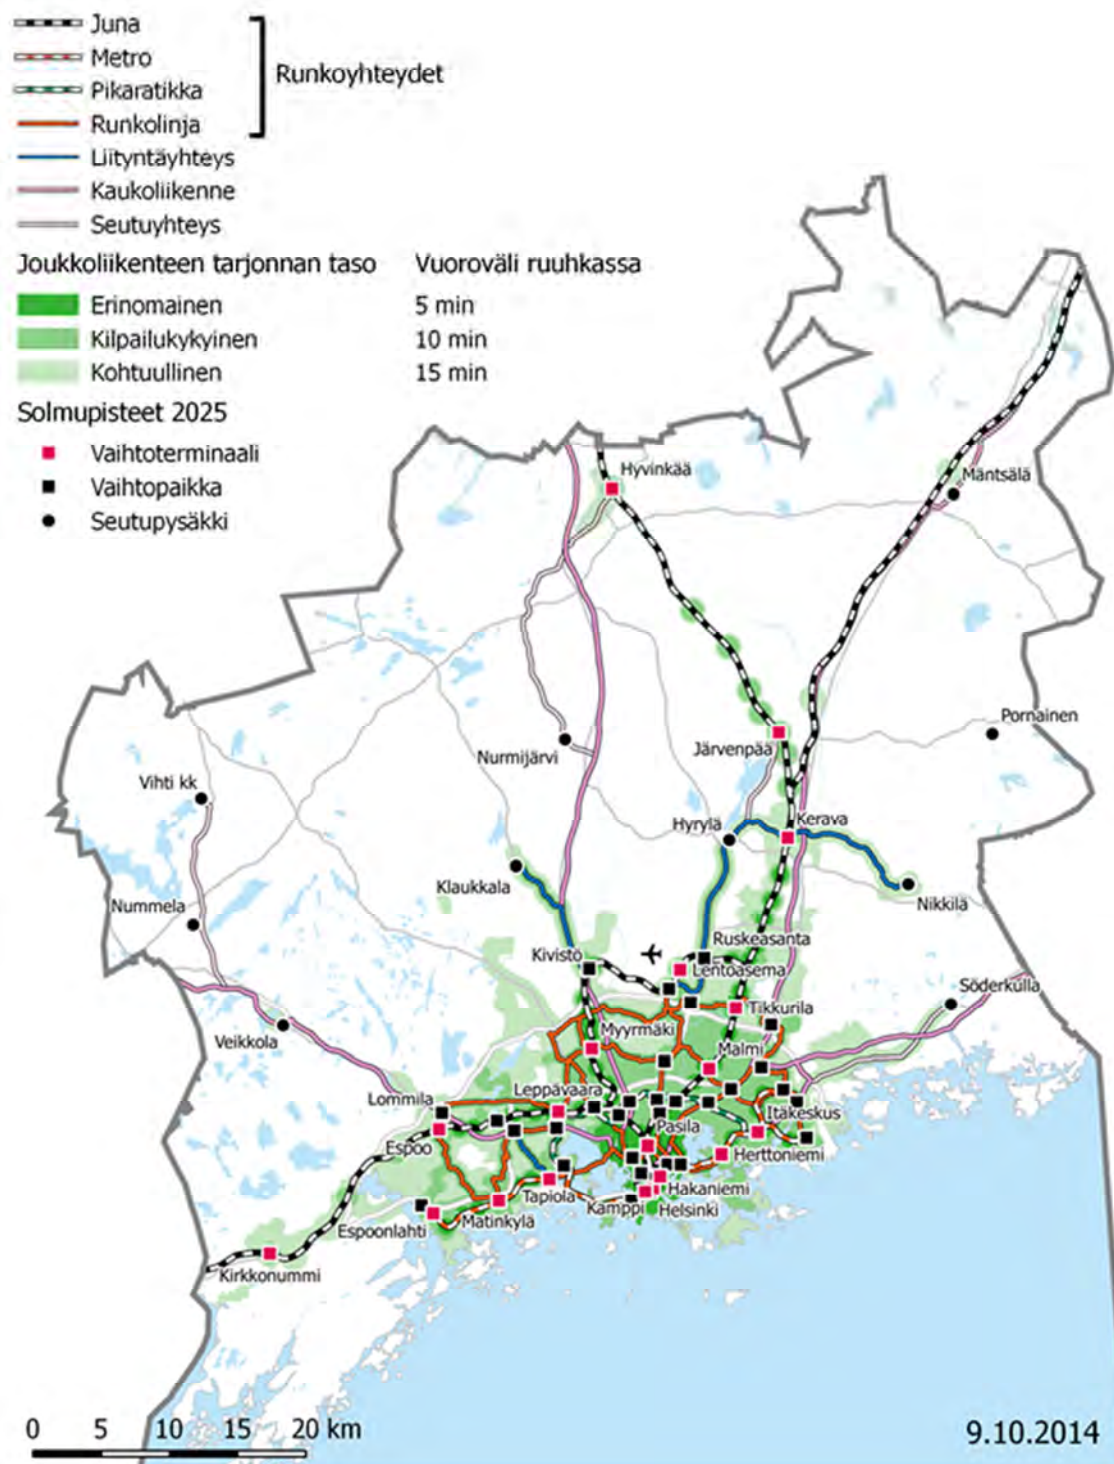 Juna
Metro
Pikaratikka
Runkolinja
Runkoyhteydet
Liityntäyhteys
Kaukoliikenne
Seutuyhteys
Joukkoliikenteen tarjonnan taso Vuoroväli ruuhkassa
Erinomainen 5 min
Kilpailukykyinen 10 min
Kohtuullinen 15 min
Solmupisteet 2025
Vaihtoterminaali
Vaihtopaikka
Seutupysäkki
Hyvinkää
Mäntsälä
Pornainen
Järvenpää
Nurmijärvi
Vihti kk
Kerava
Hyrylä
Klaukkala
Nikkilä
Nummela
Ruskeasanta
Kivistö
Lentoasema
Söderkulla
Tikkurila
Myyrmäki
Veikkola
Malmi
Leppävaara
Lommila
Itäkeskus
Pasila
Espoo
Herttoniemi
Hakaniemi
Tapiola
Kamppi
Helsinki
Matinkylä
Espoonlahti
Kirkkonummi
0 5 10 15 20 km
9.10.2014